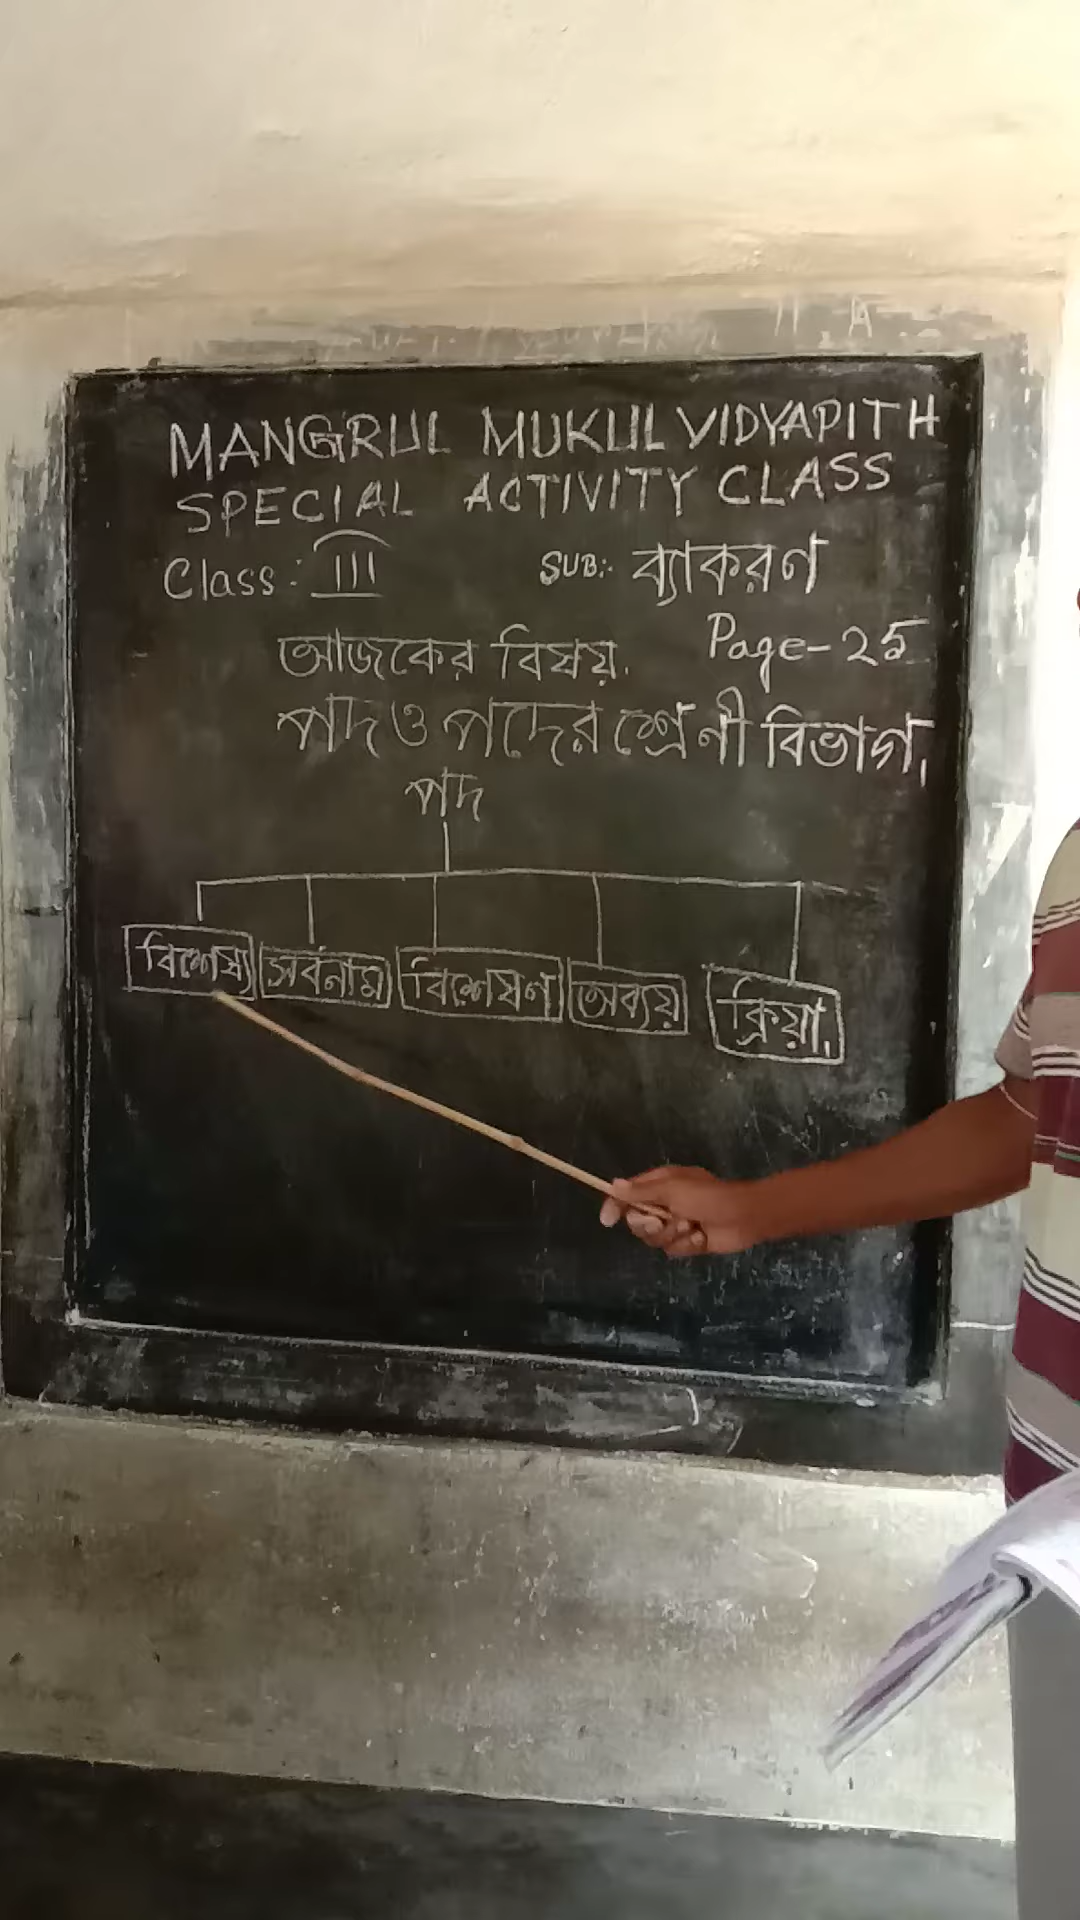 MANGRUL MUKUL VIDYAPITH
SPECIAL ACTIVITY CLASS
Class: III SUB:- ব্যাকরণ
আজকের বিষয়. Page-25
পদ ও পদের শ্রেণী বিভাগ,
পদ
বিশেষ্য সর্বনাম বিশেষণ অব্যয় ক্রিয়া,